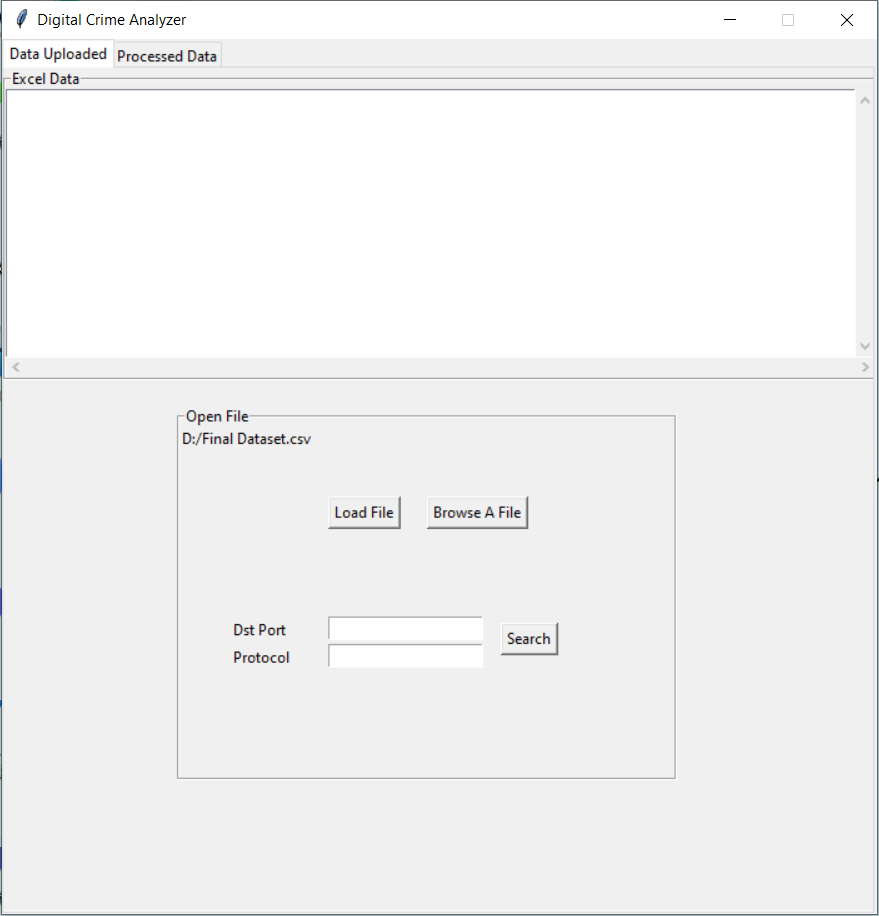 Digital Crime Analyzer
Data Uploaded Processed Data
Excel Data
Open File
D:/Final Dataset.csv
Load File Browse A File
Dst Port
Search
Protocol